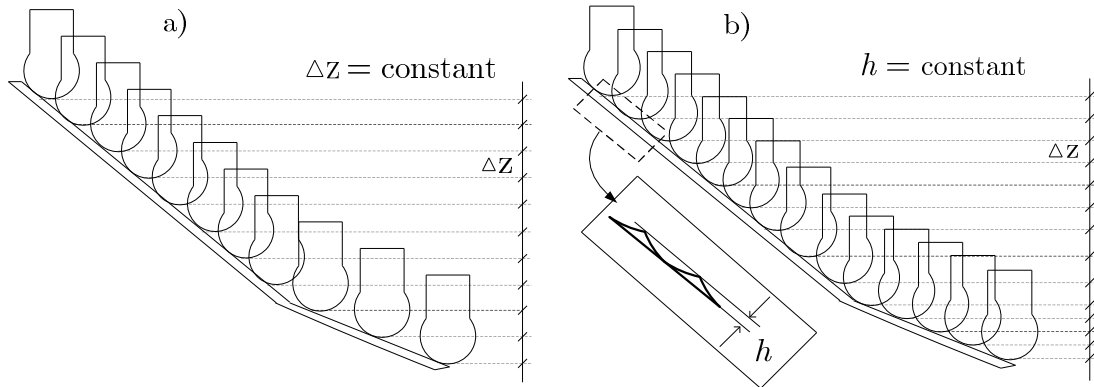 a)
△z = constant
△z
b)
h = constant
△z
h